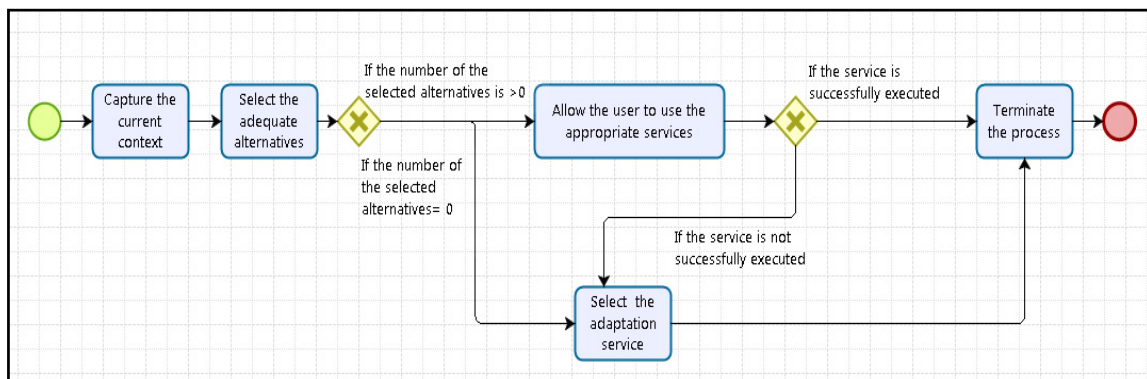 Capture the
current
context
Select the
adequate
alternatives
If the number of the
selected alternatives is >0
If the number of
the selected
alternatives= 0
Allow the user to use the
appropriate services
If the service is
successfully executed
If the service is not
successfully executed
Select the
adaptation
service
Terminate
the process